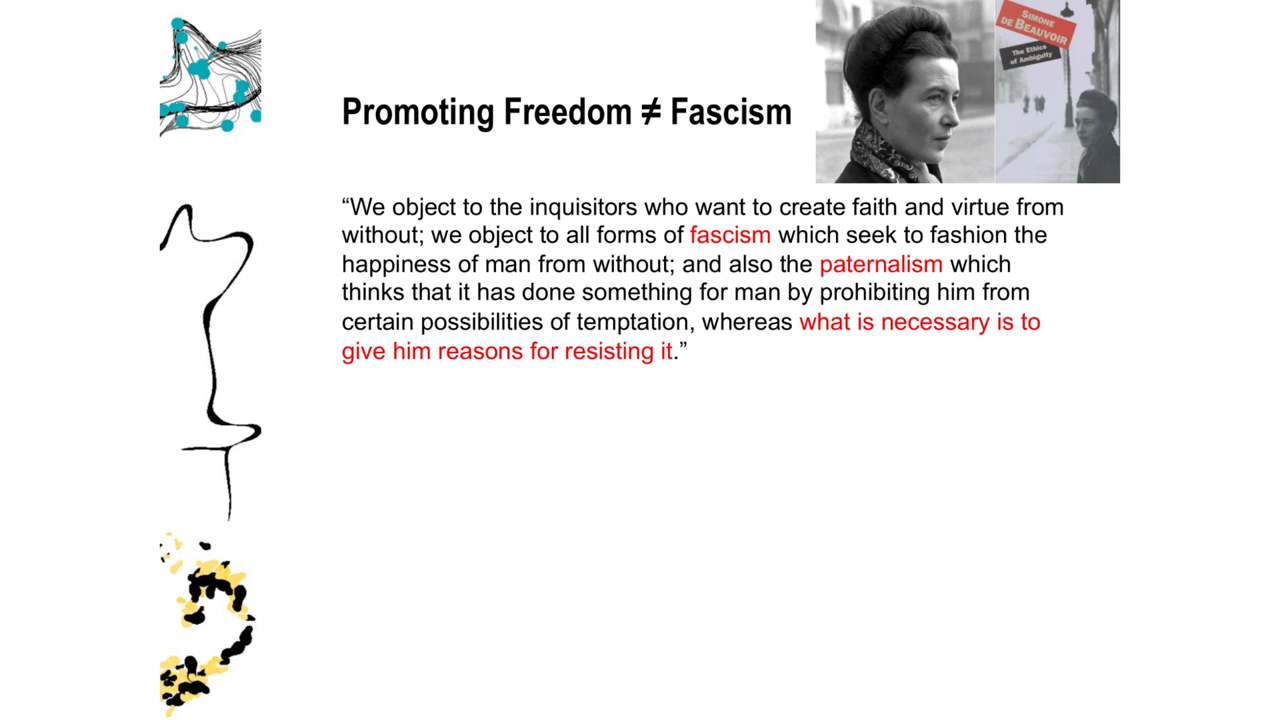 SIMONE
DE BEAUVOIR
The Ethics
of Ambiguity
Promoting Freedom ≠ Fascism
“We object to the inquisitors who want to create faith and virtue from
without; we object to all forms of fascism which seek to fashion the
happiness of man from without; and also the paternalism which
thinks that it has done something for man by prohibiting him from
certain possibilities of temptation, whereas what is necessary is to
give him reasons for resisting it.”